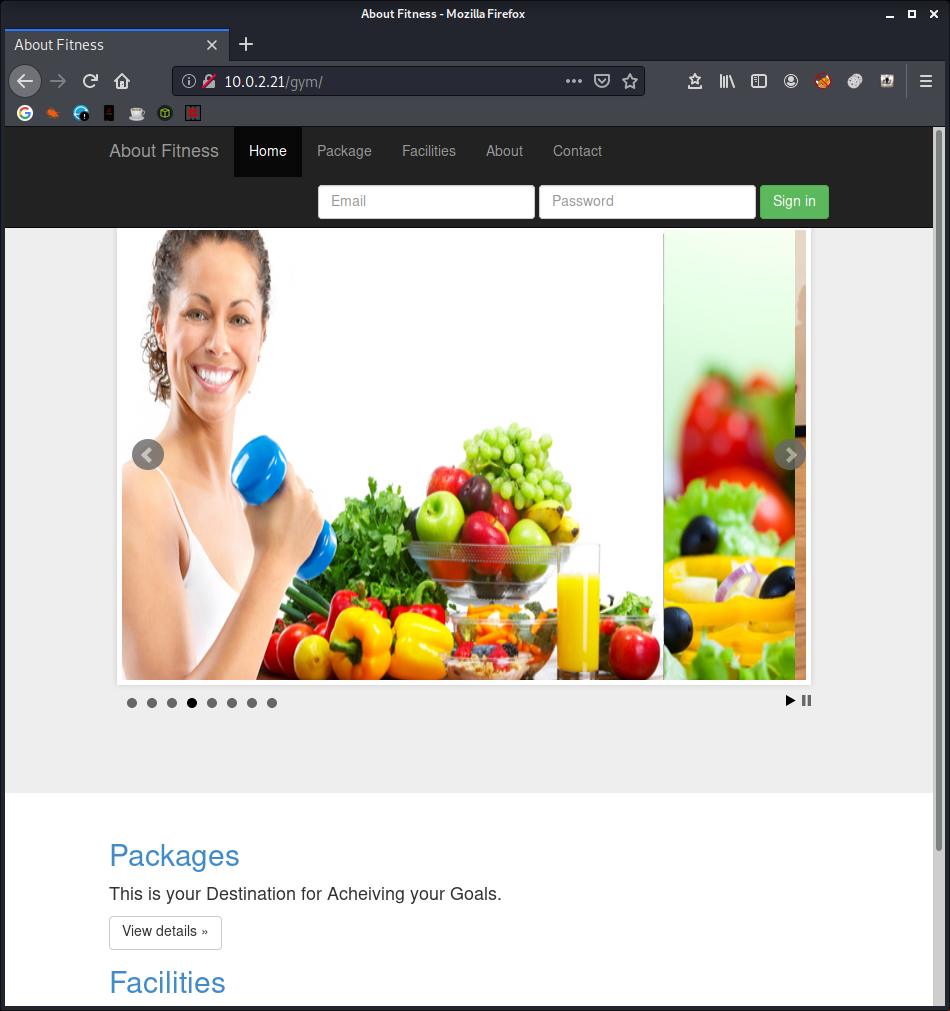 About Fitness - Mozilla Firefox
About Fitness
10.0.2.21/gym/
About Fitness Home Package Facilities About Contact
Email Password Sign in
Packages
This is your Destination for Acheiving your Goals.
View details »
Facilities